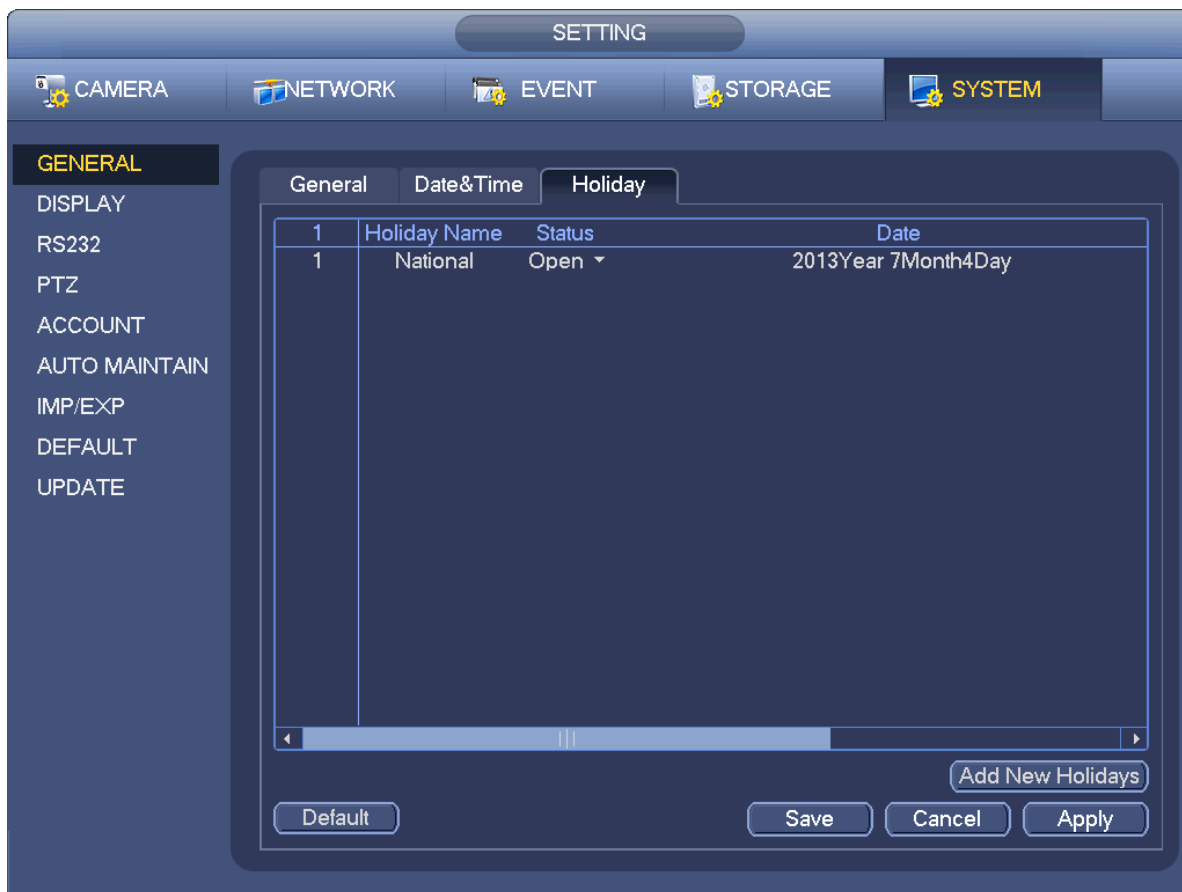 SETTING
CAMERA NETWORK EVENT STORAGE SYSTEM
GENERAL
DISPLAY
RS232
PTZ
ACCOUNT
AUTO MAINTAIN
IMP/EXP
DEFAULT
UPDATE
General Date&Time Holiday
1 Holiday Name Status Date
1 National Open 2013Year 7Month4Day
Add New Holidays
Default Save Cancel Apply